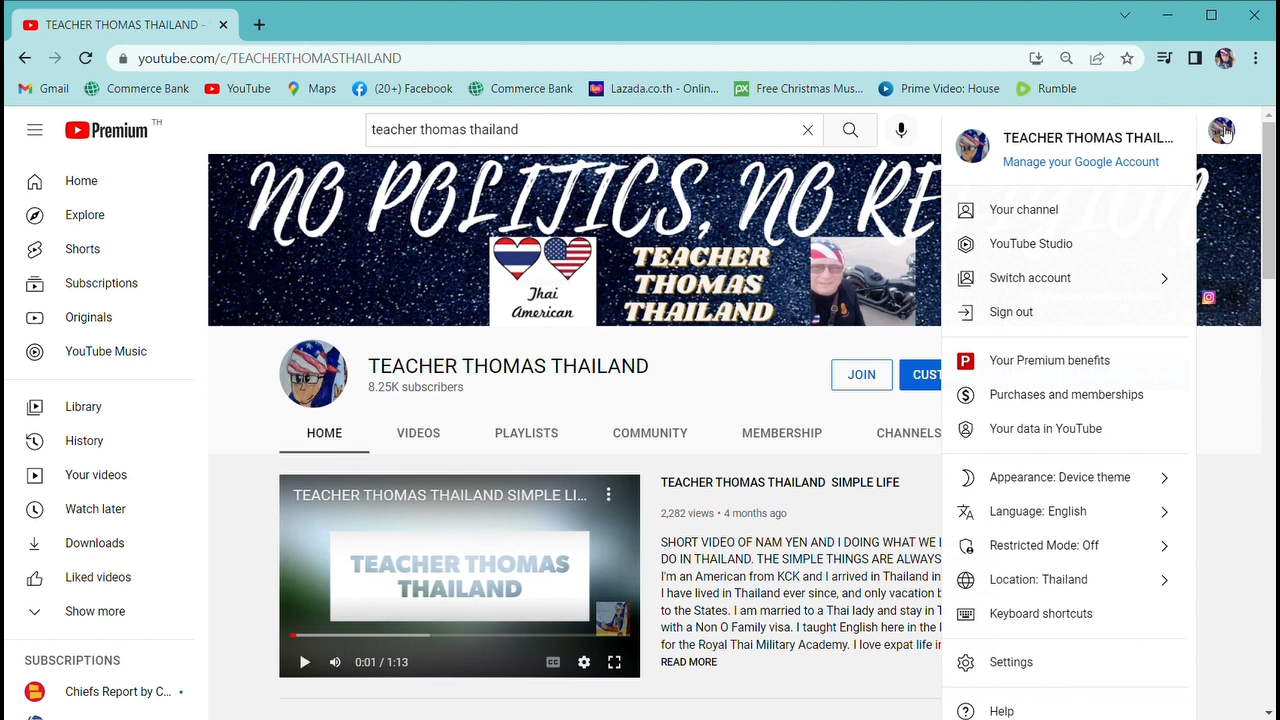 TEACHER THOMAS THAILAND -
youtube.com/c/TEACHERTHOMASTHAILAND
Gmail Commerce Bank YouTube Maps (20+) Facebook Commerce Bank Lazada.co.th - Onlin... Free Christmas Mus... Prime Video: House Rumble
Premium TH
teacher thomas thailand
Home
Explore
Shorts
Subscriptions
Originals
YouTube Music
Library
History
Your videos
Watch later
Downloads
Liked videos
Show more
SUBSCRIPTIONS
Chiefs Report by C...
NO POLITICS, NO RELIGION
Thai
American
TEACHER
THOMAS
THAILAND
TEACHER THOMAS THAILAND
8.25K subscribers
JOIN
CUST
HOME VIDEOS PLAYLISTS COMMUNITY MEMBERSHIP CHANNELS
TEACHER THOMAS THAILAND SIMPLE LI...
TEACHER THOMAS
THAILAND
0:01 / 1:13
CC
TEACHER THOMAS THAILAND SIMPLE LIFE
2,282 views • 4 months ago
SHORT VIDEO OF NAM YEN AND I DOING WHAT WE
DO IN THAILAND. THE SIMPLE THINGS ARE ALWAYS
I'm an American from KCK and I arrived in Thailand in
I have lived in Thailand ever since, and only vacation
to the States. I am married to a Thai lady and stay in
with a Non O Family visa. I taught English here in the
for the Royal Thai Military Academy. I love expat life
READ MORE
TEACHER THOMAS THAIL...
Manage your Google Account
Your channel
YouTube Studio
Switch account
Sign out
Your Premium benefits
Purchases and memberships
Your data in YouTube
Appearance: Device theme
Language: English
Restricted Mode: Off
Location: Thailand
Keyboard shortcuts
Settings
Help